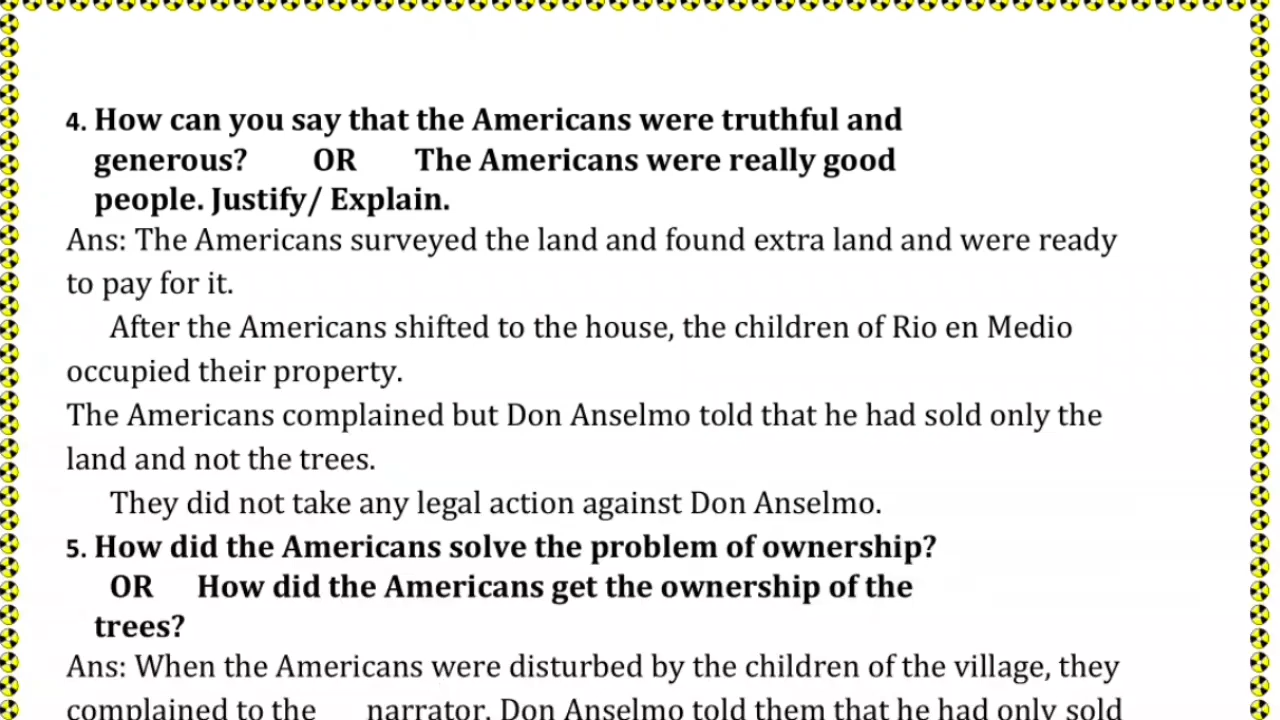 4. How can you say that the Americans were truthful and
generous? OR The Americans were really good
people. Justify/ Explain.
Ans: The Americans surveyed the land and found extra land and were ready
to pay for it.
After the Americans shifted to the house, the children of Rio en Medio
occupied their property.
The Americans complained but Don Anselmo told that he had sold only the
land and not the trees.
They did not take any legal action against Don Anselmo.
5. How did the Americans solve the problem of ownership?
OR How did the Americans get the ownership of the
trees?
Ans: When the Americans were disturbed by the children of the village, they
complained to the narrator. Don Anselmo told them that he had only sold